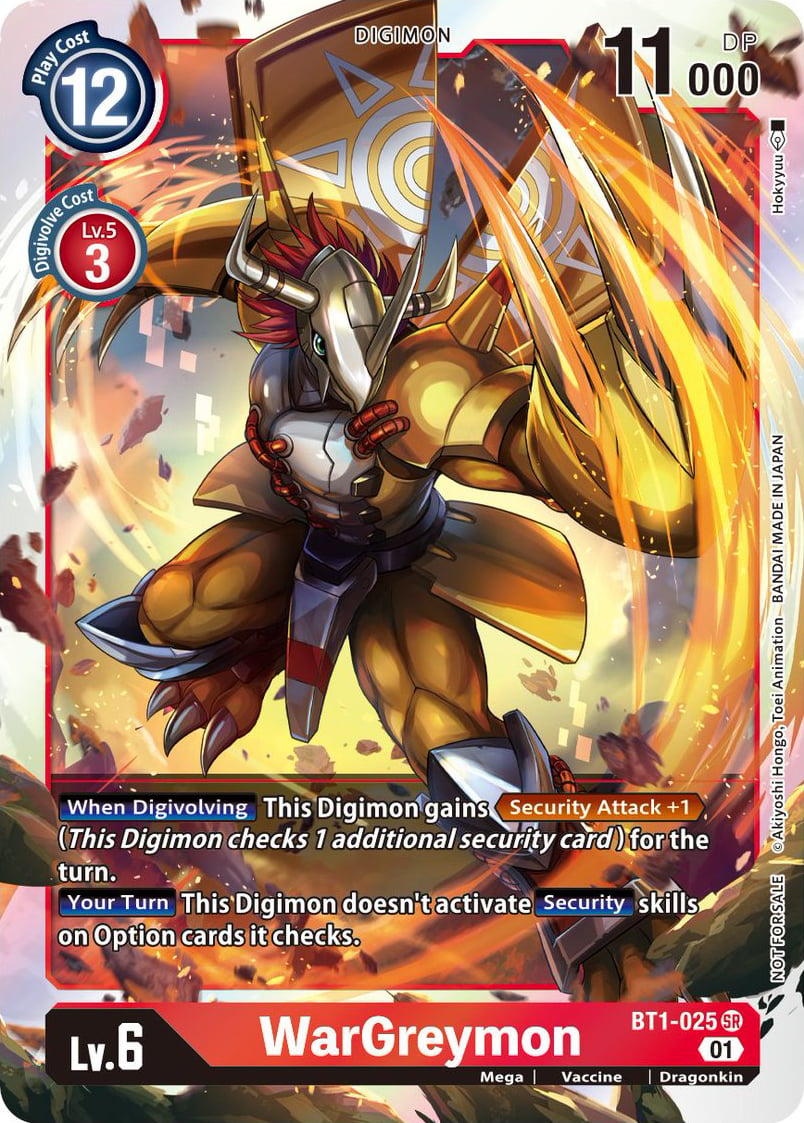 DIGIMON
Play Cost
12
11000 DP
Digivolve Cost
Lv.5
3
Hokyyuu
When Digivolving This Digimon gains Security Attack +1
(This Digimon checks 1 additional security card) for the
turn.
Your Turn This Digimon doesn't activate Security skills
on Option cards it checks.
©Akiyoshi Hongo, Toei Animation BANDAI MADE IN JAPAN
NOT FOR SALE
Lv.6
WarGreymon
BT1-025 SR
01
Mega | Vaccine | Dragonkin